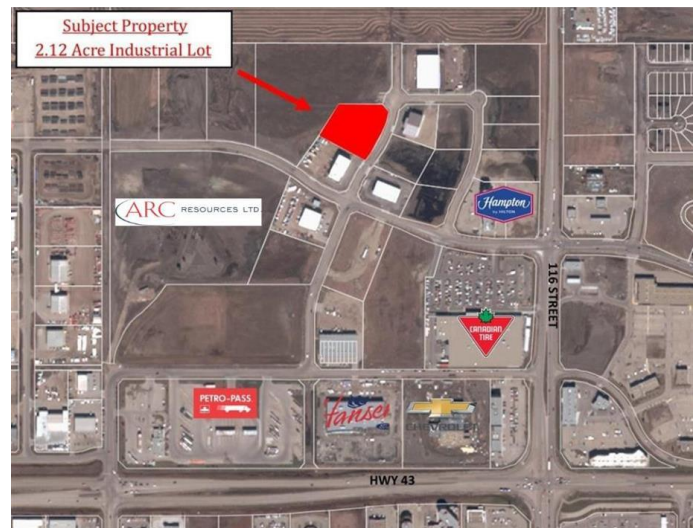 Subject Property
2.12 Acre Industrial Lot
ARC RESOURCES LTD
Hampton
by HILTON
116 STREET
CANADIAN
TIRE
PETRO-PASS
CHEVROLET
HWY 43